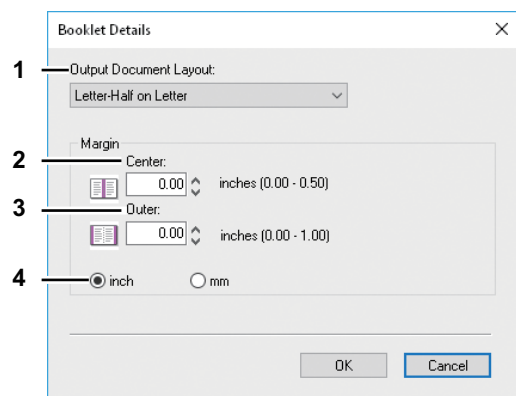 Booklet Details
1 Output Document Layout:
Letter-Half on Letter
Margin
2 Center:
0.00 inches (0.00 - 0.50)
3 Outer:
0.00 inches (0.00 - 1.00)
4 inch mm
OK Cancel